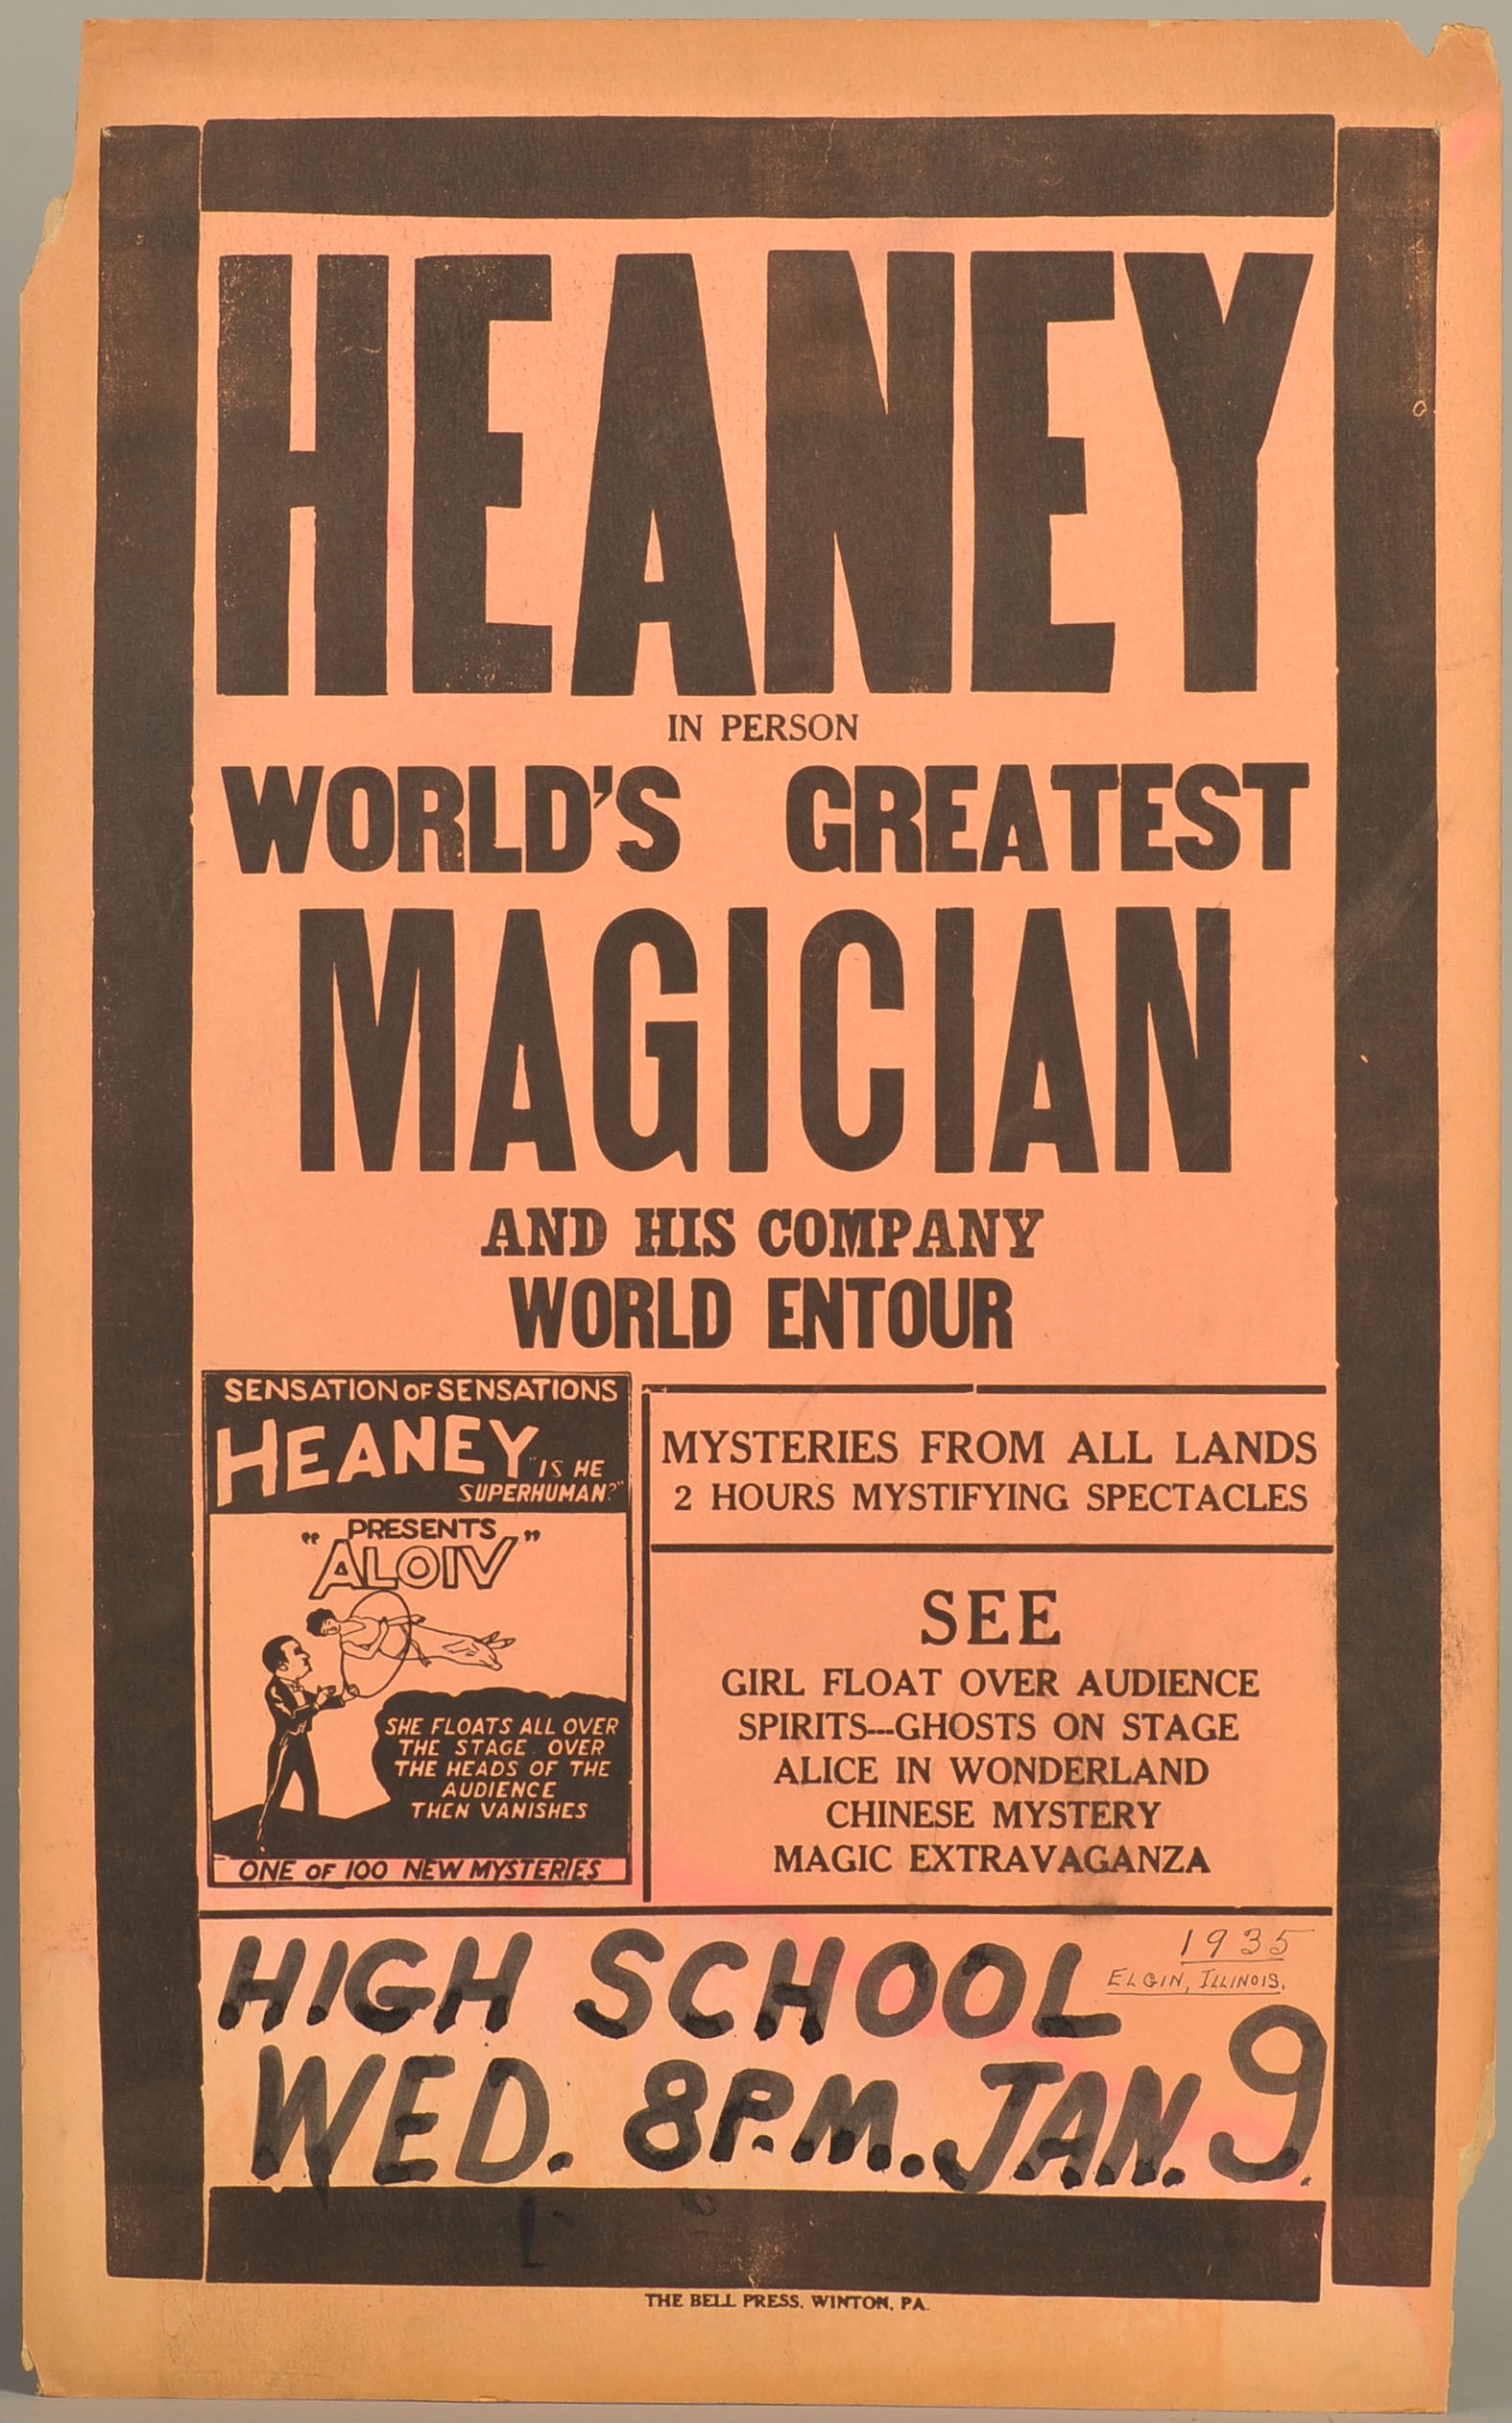 HEANEY
IN PERSON
WORLD'S GREATEST
MAGICIAN
AND HIS COMPANY
WORLD ENTOUR
SENSATION OF SENSATIONS
HEANEY "IS HE
SUPERHUMAN?"
PRESENTS
"ALOIV"
SHE FLOATS ALL OVER
THE STAGE. OVER
THE HEADS OF THE
AUDIENCE
THEN VANISHES
ONE OF 100 NEW MYSTERIES
MYSTERIES FROM ALL LANDS
2 HOURS MYSTIFYING SPECTACLES
SEE
GIRL FLOAT OVER AUDIENCE
SPIRITS---GHOSTS ON STAGE
ALICE IN WONDERLAND
CHINESE MYSTERY
MAGIC EXTRAVAGANZA
1935
ELGIN, ILLINOIS.
HIGH SCHOOL
WED. 8 P.M. JAN. 9.
THE BELL PRESS, WINTON, PA.